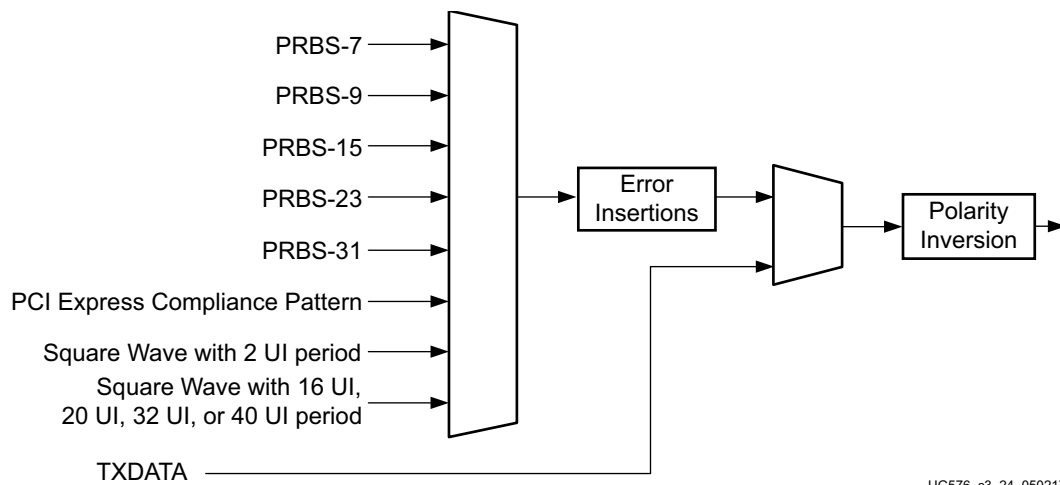 PRBS-7
PRBS-9
PRBS-15
PRBS-23
PRBS-31
PCI Express Compliance Pattern
Square Wave with 2 UI period
Square Wave with 16 UI,
20 UI, 32 UI, or 40 UI period
TXDATA
Error
Insertions
Polarity
Inversion